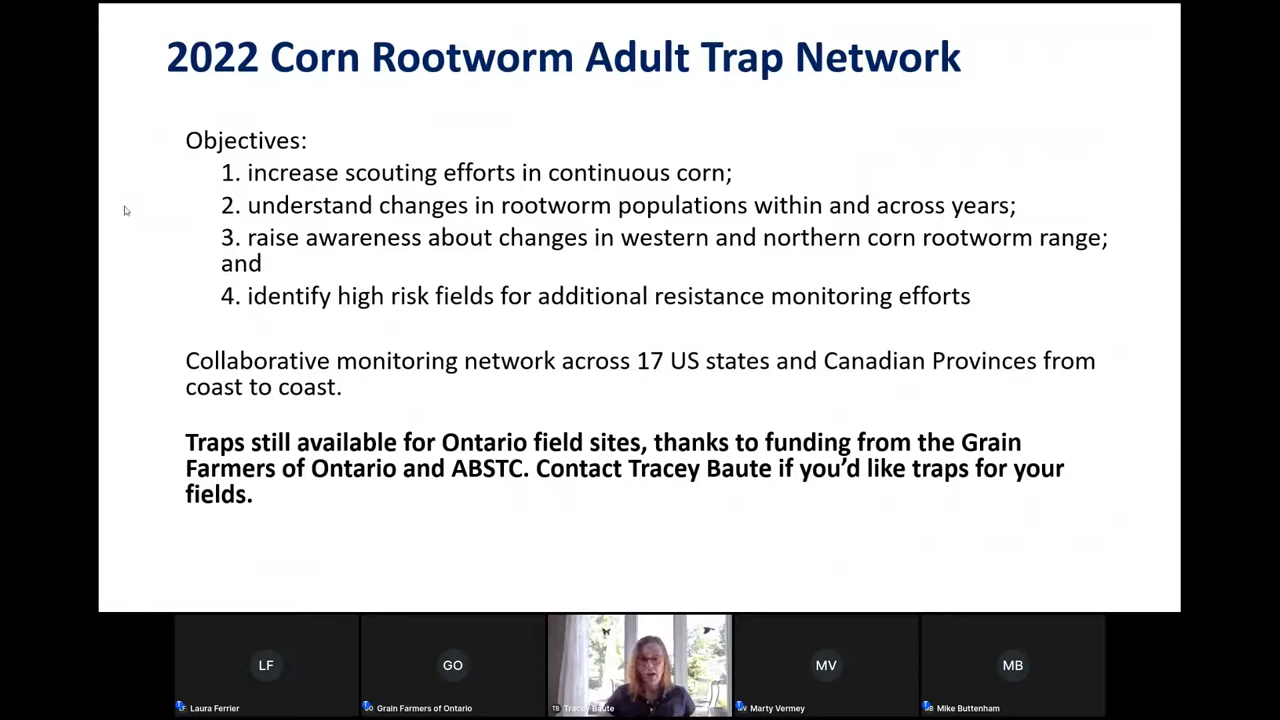 2022 Corn Rootworm Adult Trap Network
Objectives:
1. increase scouting efforts in continuous corn;
2. understand changes in rootworm populations within and across years;
3. raise awareness about changes in western and northern corn rootworm range;
and
4. identify high risk fields for additional resistance monitoring efforts
Collaborative monitoring network across 17 US states and Canadian Provinces from
coast to coast.
Traps still available for Ontario field sites, thanks to funding from the Grain
Farmers of Ontario and ABSTC. Contact Tracey Baute if you’d like traps for your
fields.
LF
GO
MV
MB
LF Laura Ferrier
GO Grain Farmers of Ontario
TB Tracey Baute
MV Marty Vermey
MB Mike Buttenham